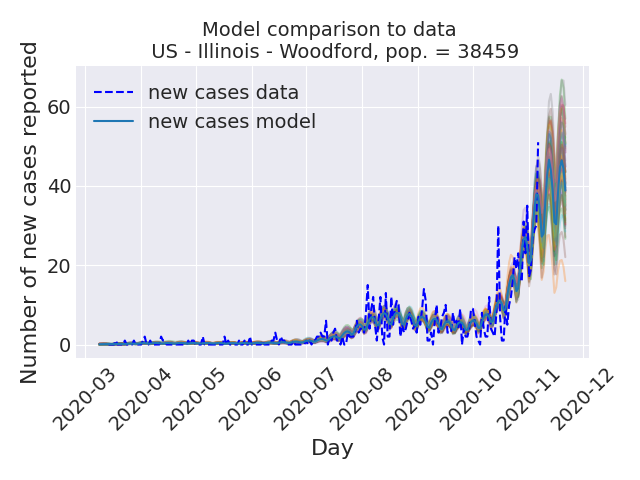 Model comparison to data
US - Illinois - Woodford, pop. = 38459
Number of new cases reported
60
40
20
0
new cases data
new cases model
2020-03
2020-04
2020-05
2020-06
2020-07
2020-08
2020-09
2020-10
2020-11
2020-12
Day